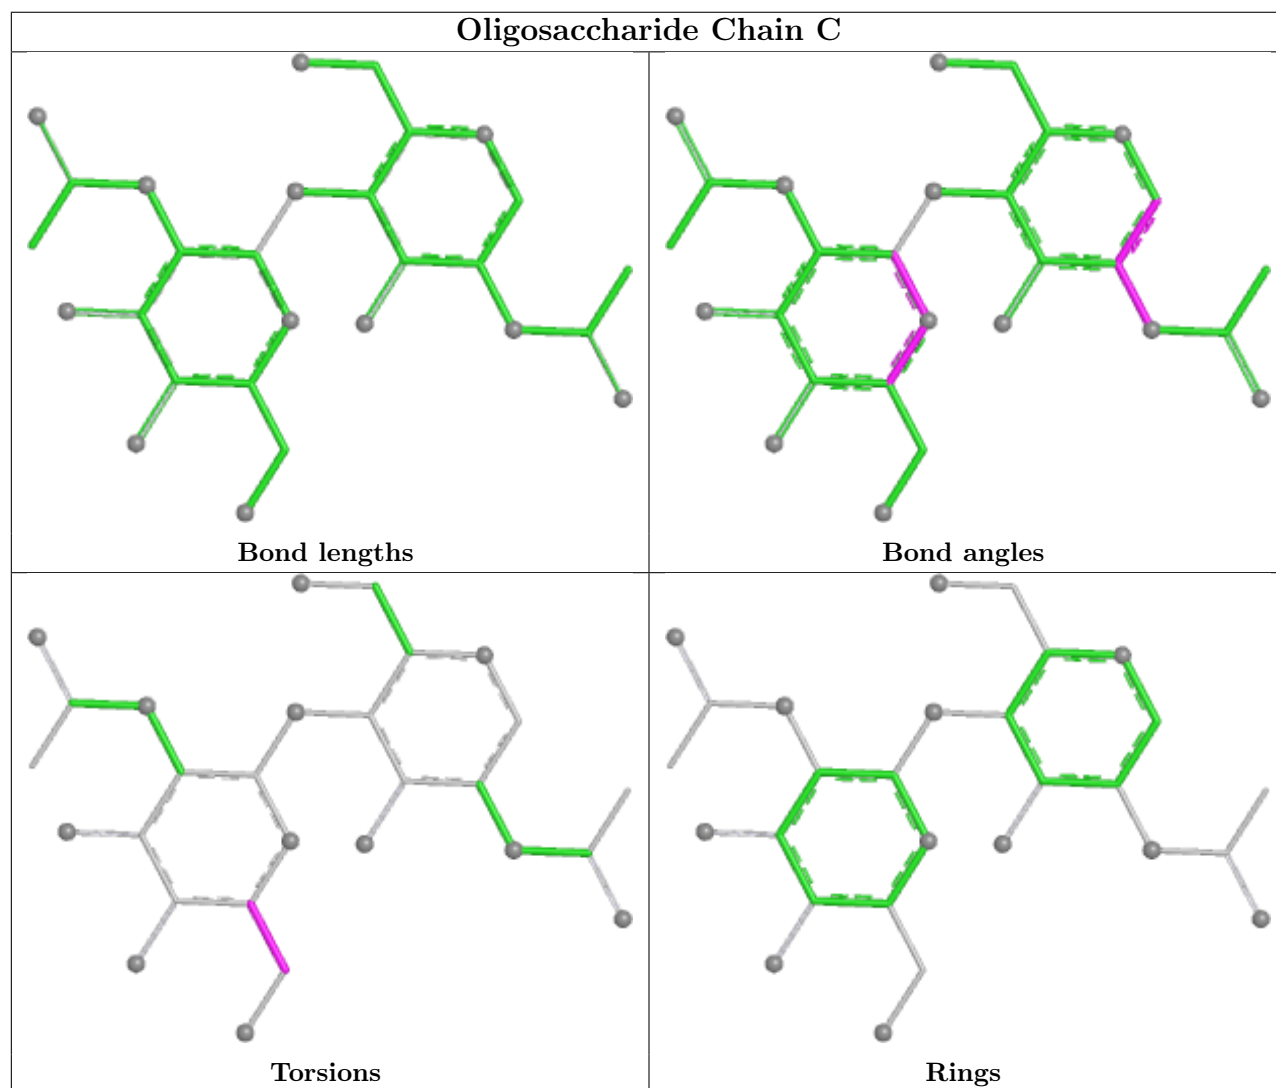 Oligosaccharide Chain C
Bond lengths
Bond angles
Torsions
Rings